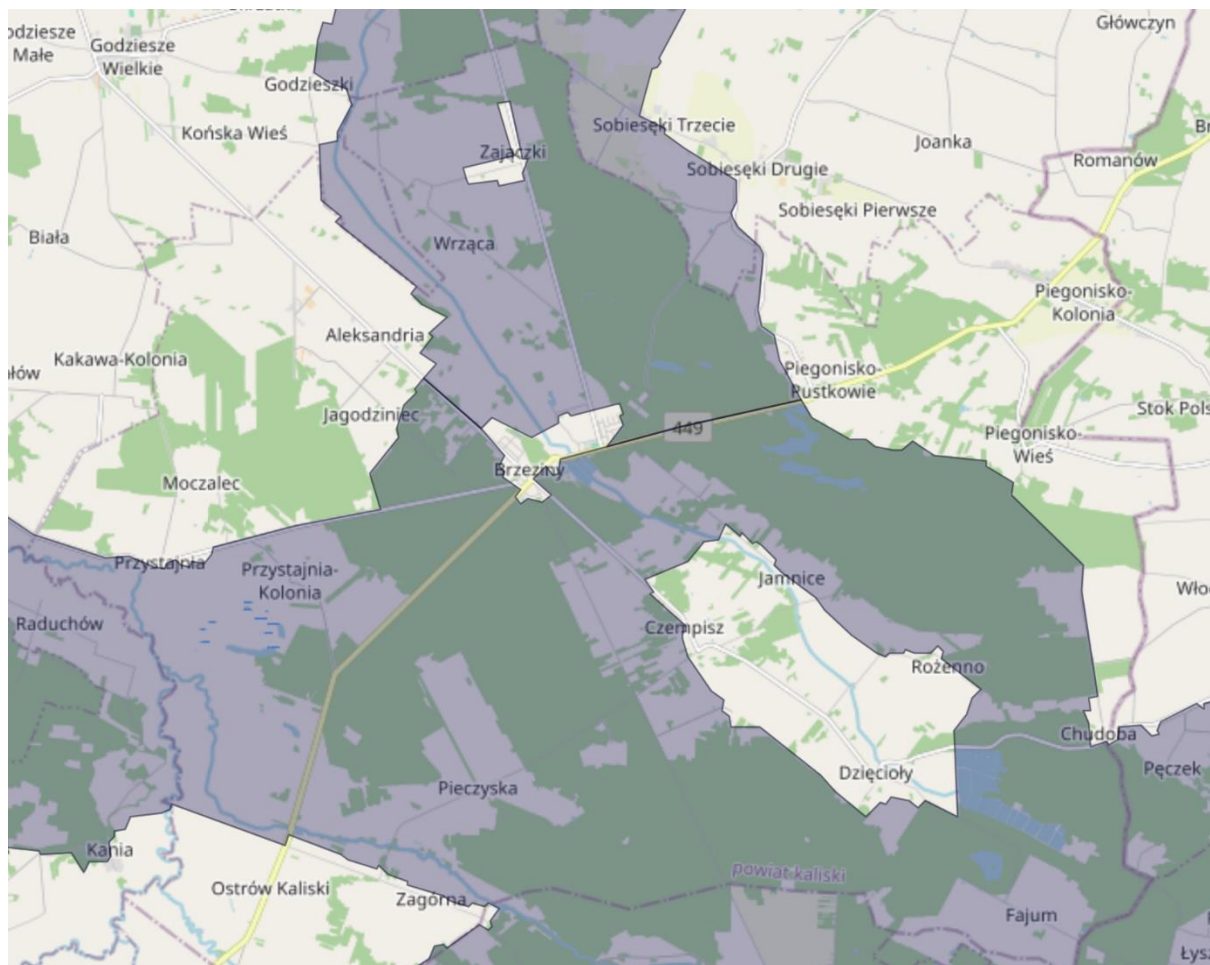 Godziesze
Małe
Godziesze
Wielkie
Główczyn
Godzieszki
Sobiesęki Trzecie
Końska Wieś
Joanka
Zajączki
Romanów
Sobiesęki Drugie
Sobiesęki Pierwsze
Biała
Wrząca
Piegonisko-
Kolonia
Aleksandria
Kakawa-Kolonia
Piegonisko-
Pustkowie
Jagodziniec
Stok Pols
449
Piegonisko-
Wieś
Brzeziny
Moczalec
Przystajnia
Przystajnia-
Kolonia
Jamnice
Raduchów
Czempisz
Rożenno
Chudoba
Dzięcioły
Pęczek
Pieczyska
Kania
powiat kaliski
Ostrów Kaliski
Zagórna
Fajum